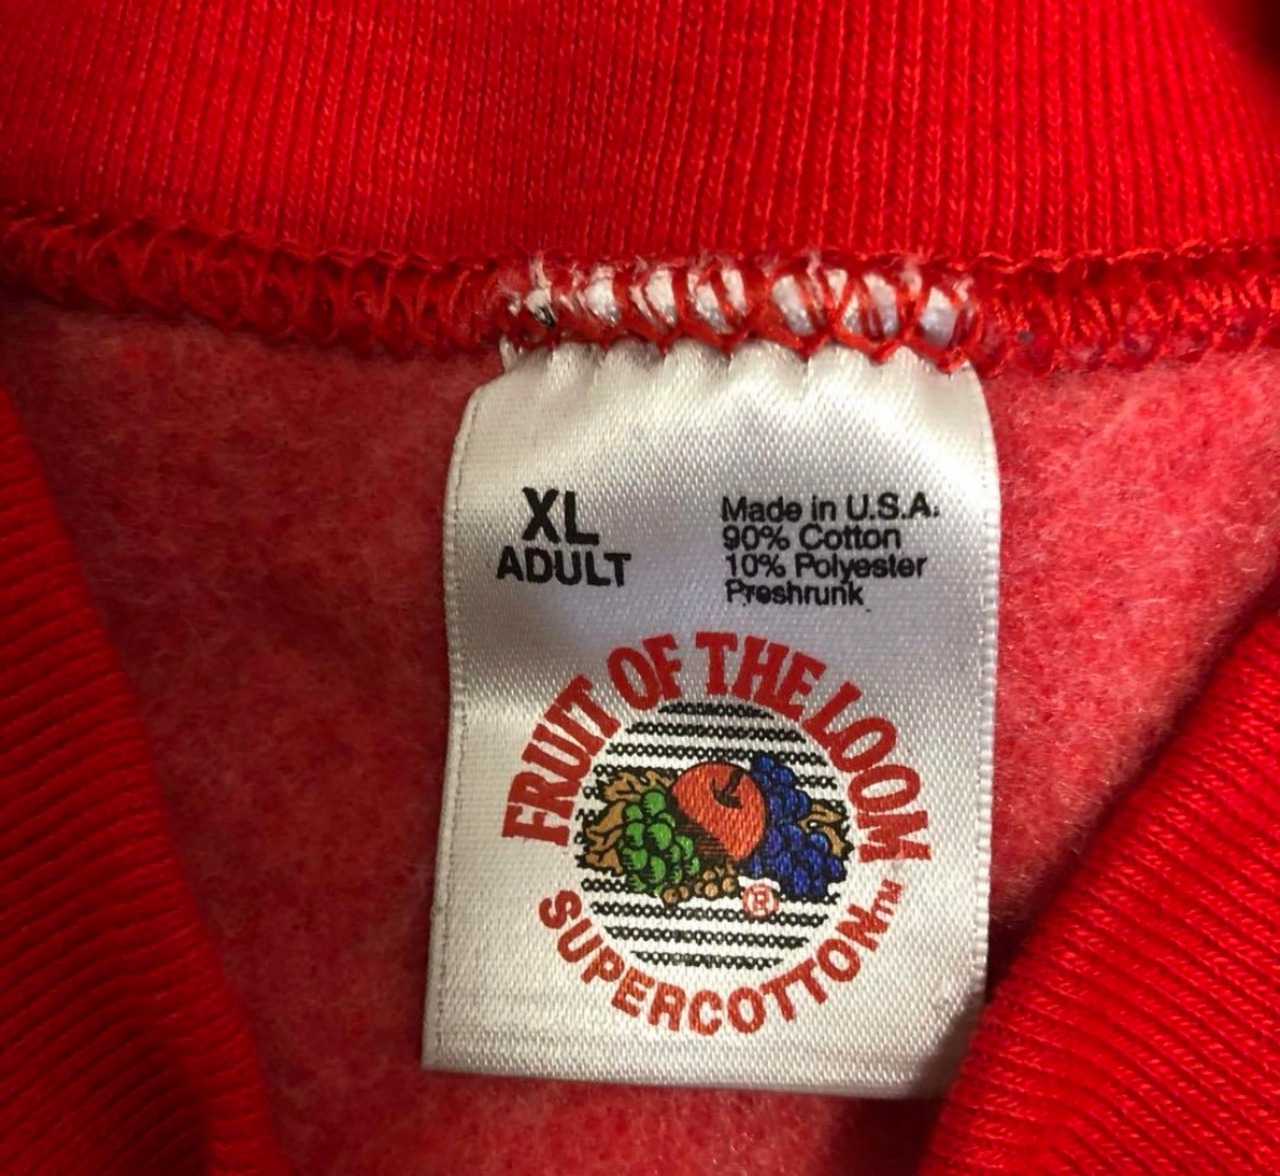 XL
ADULT
Made in U.S.A.
90% Cotton
10% Polyester
Preshrunk
FRUIT OF THE LOOM
®
SUPERCOTTON™